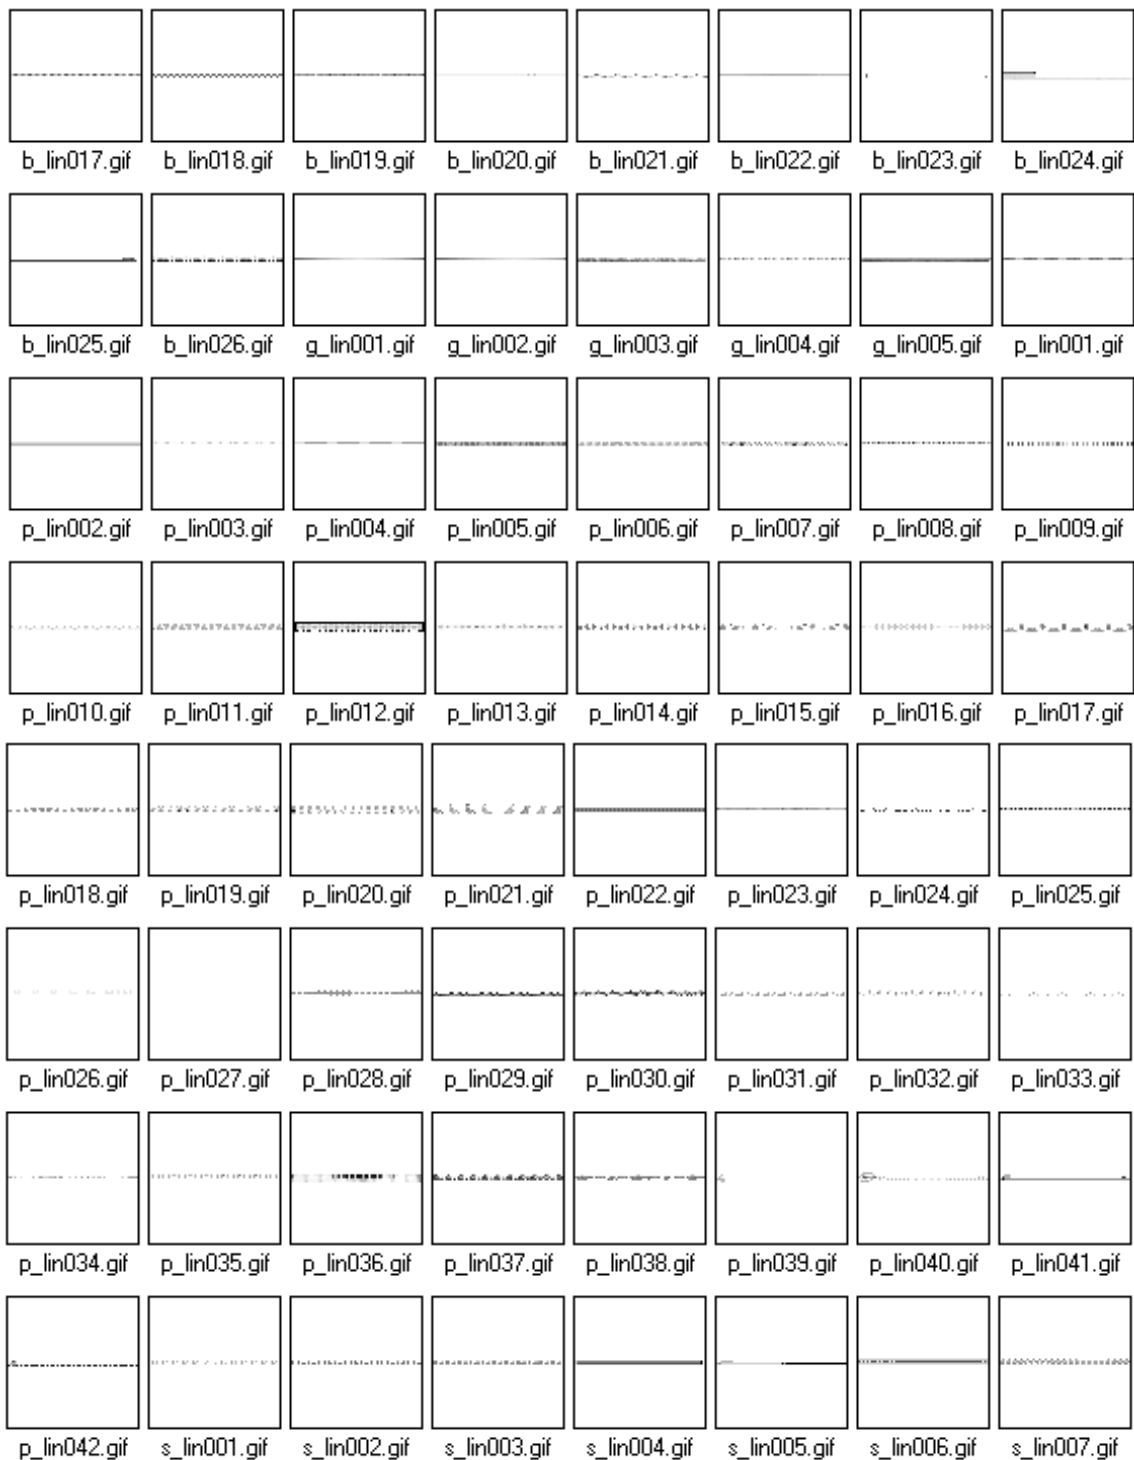 b_lin017.gif b_lin018.gif b_lin019.gif b_lin020.gif b_lin021.gif b_lin022.gif b_lin023.gif b_lin024.gif
b_lin025.gif b_lin026.gif g_lin001.gif g_lin002.gif g_lin003.gif g_lin004.gif g_lin005.gif p_lin001.gif
p_lin002.gif p_lin003.gif p_lin004.gif p_lin005.gif p_lin006.gif p_lin007.gif p_lin008.gif p_lin009.gif
p_lin010.gif p_lin011.gif p_lin012.gif p_lin013.gif p_lin014.gif p_lin015.gif p_lin016.gif p_lin017.gif
p_lin018.gif p_lin019.gif p_lin020.gif p_lin021.gif p_lin022.gif p_lin023.gif p_lin024.gif p_lin025.gif
p_lin026.gif p_lin027.gif p_lin028.gif p_lin029.gif p_lin030.gif p_lin031.gif p_lin032.gif p_lin033.gif
p_lin034.gif p_lin035.gif p_lin036.gif p_lin037.gif p_lin038.gif p_lin039.gif p_lin040.gif p_lin041.gif
p_lin042.gif s_lin001.gif s_lin002.gif s_lin003.gif s_lin004.gif s_lin005.gif s_lin006.gif s_lin007.gif